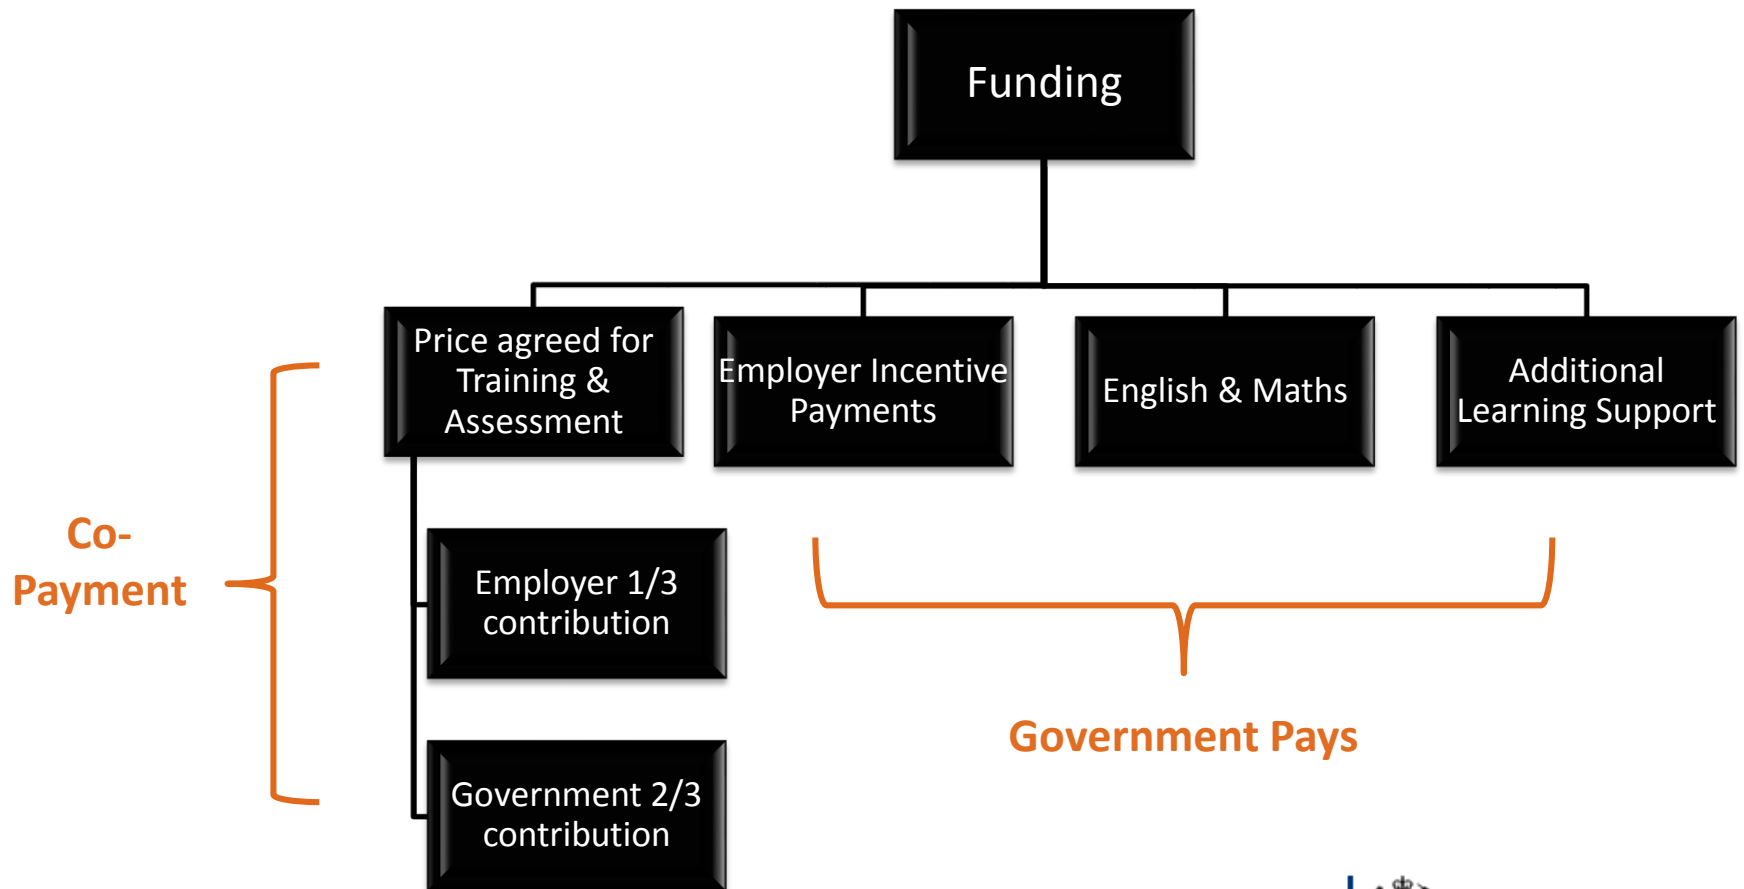 Funding
Price agreed for
Training &
Assessment
Employer Incentive
Payments
English & Maths
Additional
Learning Support
Co-
Payment
Employer 1/3
contribution
Government 2/3
contribution
Government Pays